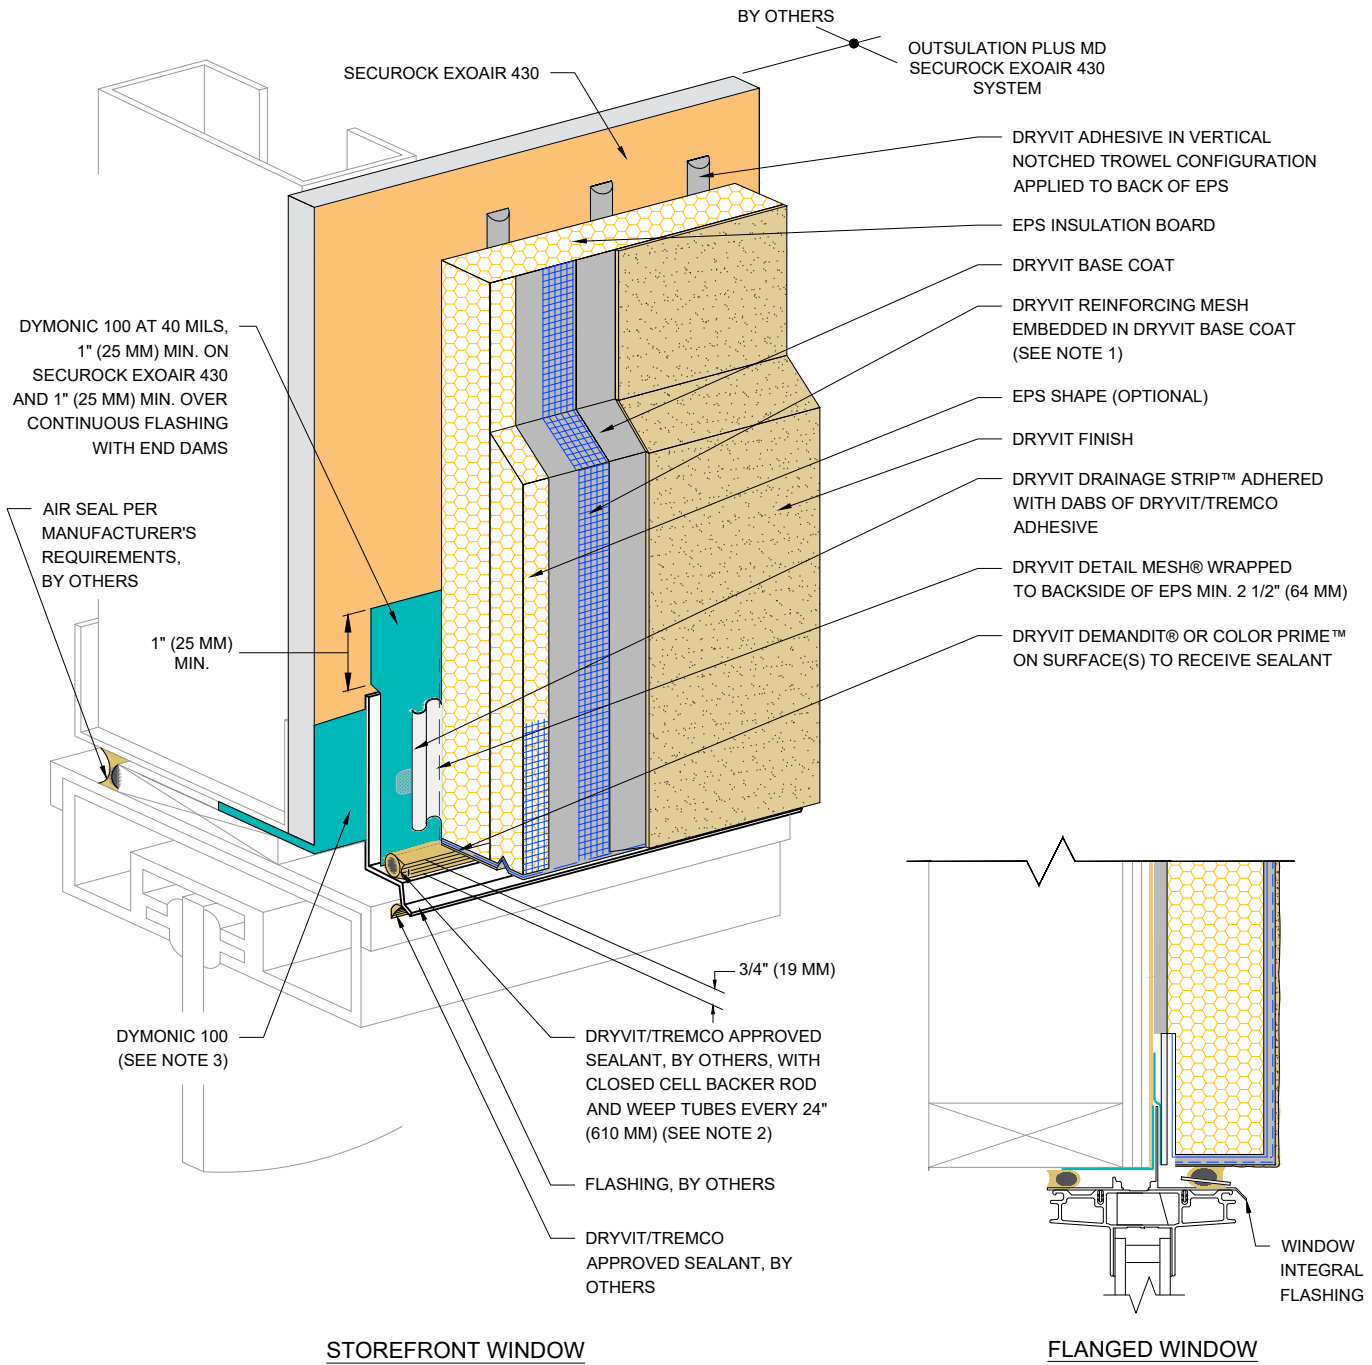 BY OTHERS
OUTSULATION PLUS MD
SECUROCK EXOAIR 430
SYSTEM
SECUROCK EXOAIR 430
DRYVIT ADHESIVE IN VERTICAL
NOTCHED TROWEL CONFIGURATION
APPLIED TO BACK OF EPS
EPS INSULATION BOARD
DRYVIT BASE COAT
DRYVIT REINFORCING MESH
EMBEDDED IN DRYVIT BASE COAT
(SEE NOTE 1)
EPS SHAPE (OPTIONAL)
DRYVIT FINISH
DRYVIT DRAINAGE STRIP™ ADHERED
WITH DABS OF DRYVIT/TREMCO
ADHESIVE
DRYVIT DETAIL MESH® WRAPPED
TO BACKSIDE OF EPS MIN. 2 1/2" (64 MM)
DRYVIT DEMANDIT® OR COLOR PRIME™
ON SURFACE(S) TO RECEIVE SEALANT
DYMONIC 100 AT 40 MILS,
1" (25 MM) MIN. ON
SECUROCK EXOAIR 430
AND 1" (25 MM) MIN. OVER
CONTINUOUS FLASHING
WITH END DAMS
AIR SEAL PER
MANUFACTURER'S
REQUIREMENTS,
BY OTHERS
1" (25 MM)
MIN.
3/4" (19 MM)
DYMONIC 100
(SEE NOTE 3)
DRYVIT/TREMCO APPROVED
SEALANT, BY OTHERS, WITH
CLOSED CELL BACKER ROD
AND WEEP TUBES EVERY 24"
(610 MM) (SEE NOTE 2)
FLASHING, BY OTHERS
DRYVIT/TREMCO
APPROVED SEALANT, BY
OTHERS
WINDOW
INTEGRAL
FLASHING
STOREFRONT WINDOW
FLANGED WINDOW